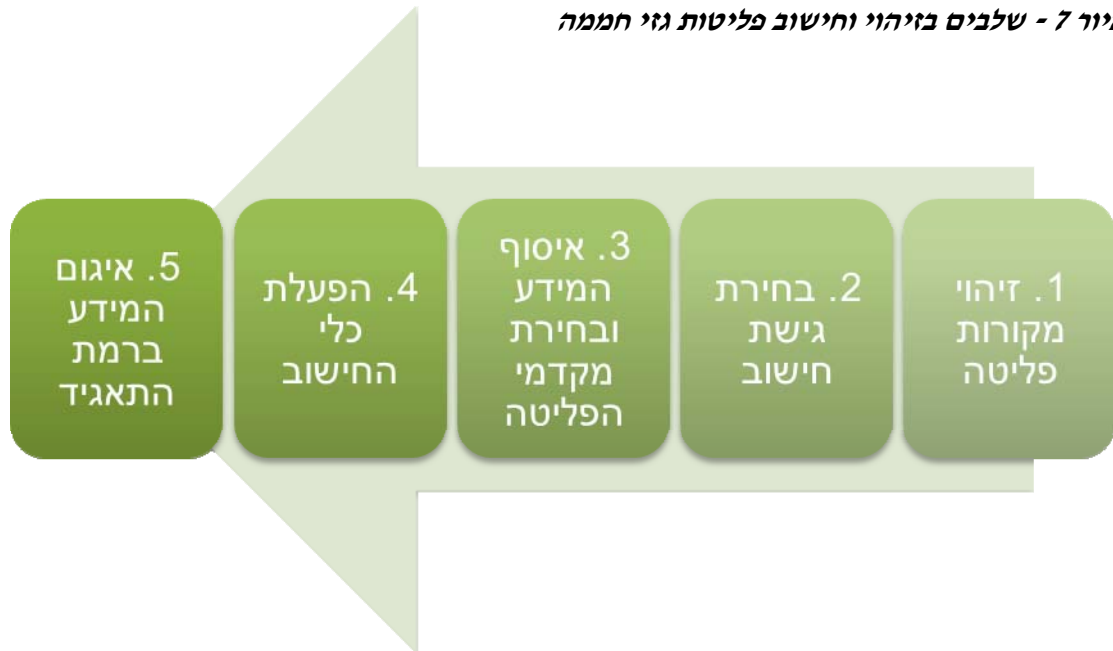 יור 7 - שלבים בזיהוי וחישוב פליטות גזי חממה
1. זיהוי
מקורות
פליטה
2. בחירת
גישת
חישוב
3. איסוף
המידע
ובחירת
מקדמי
הפליטה
4. הפעלת
כלי
החישוב
5. איגום
המידע
ברמת
התאגיד